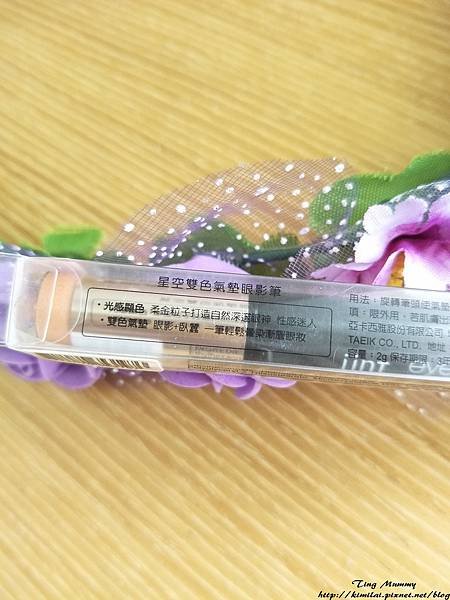 星空雙色氣墊眼影筆
・光感顯色 柔金粒子打造自然深邃眼神 性感迷人
・雙色氣墊 眼影+臥蠶 一筆輕鬆疊染漸層眼妝
用法：旋轉筆頭使氣墊
項：限外用。若肌膚出
亞卡西雅股份有限公司
TAEIK CO., LTD. 地址
容量：2g 保存期限：3年
eye
Ting Mummy
http://kimilai.pixnet.net/blog